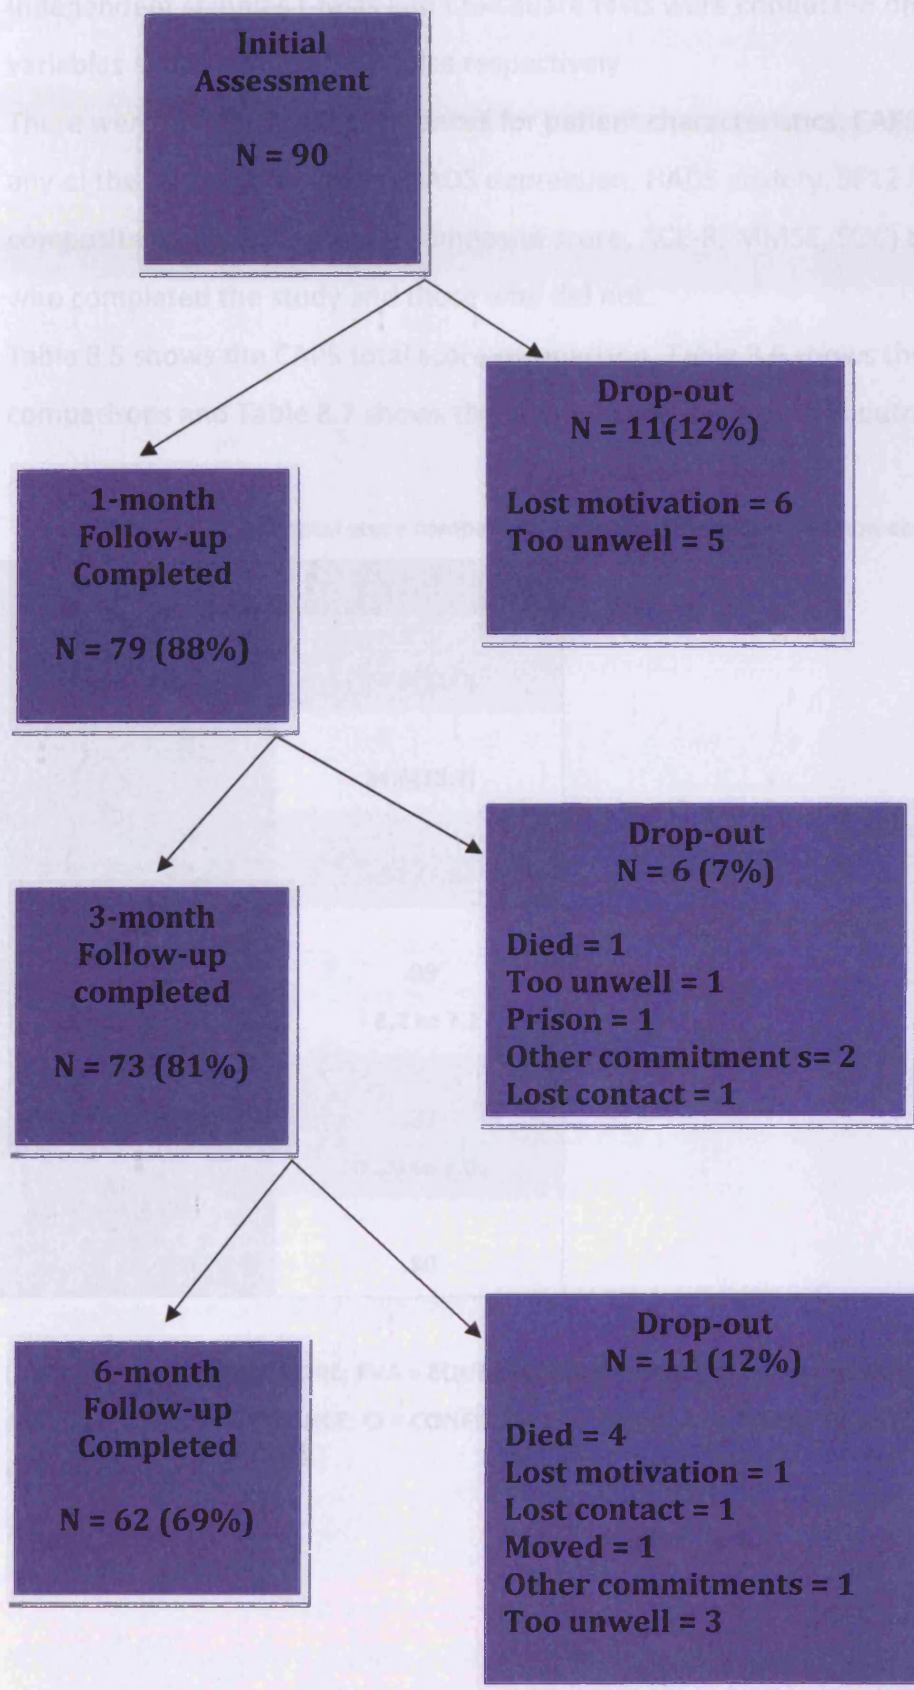 Initial
Assessment
N = 90
Drop-out
N = 11(12%)
Lost motivation = 6
Too unwell = 5
1-month
Follow-up
Completed
N = 79 (88%)
Drop-out
N = 6 (7%)
Died = 1
Too unwell = 1
Prison = 1
Other commitment s= 2
Lost contact = 1
3-month
Follow-up
completed
N = 73 (81%)
Drop-out
N = 11 (12%)
Died = 4
Lost motivation = 1
Lost contact = 1
Moved = 1
Other commitments = 1
Too unwell = 3
6-month
Follow-up
Completed
N = 62 (69%)